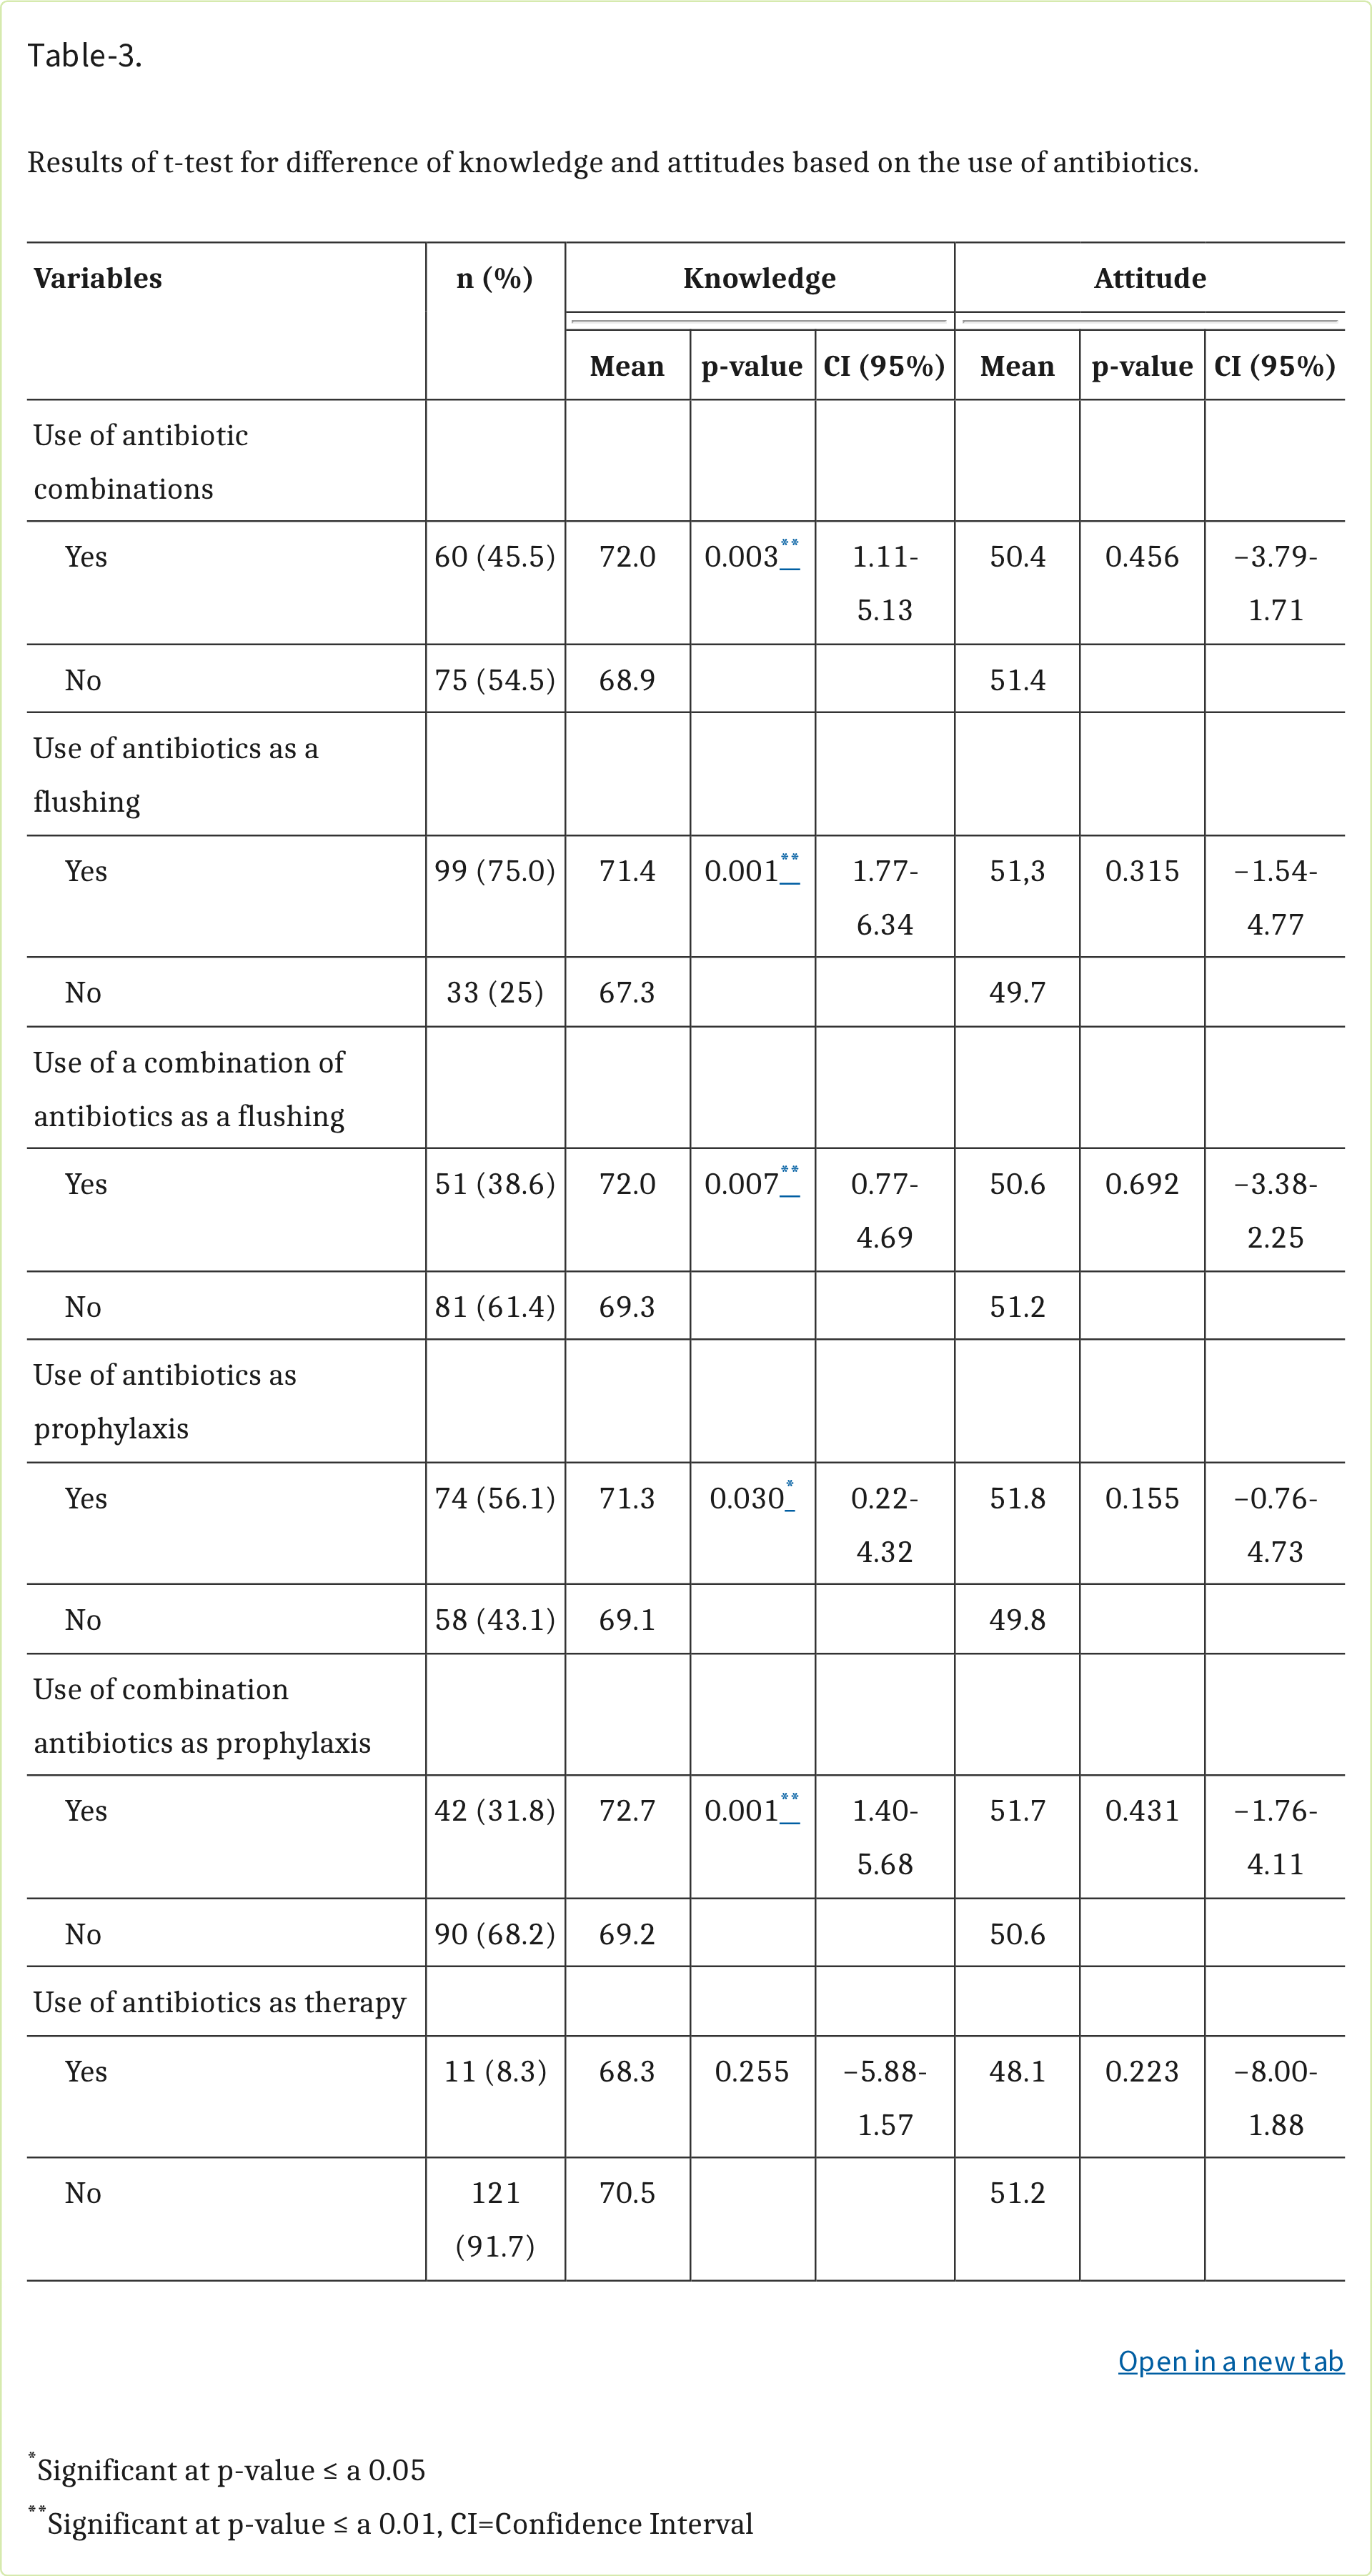 Table-3.
Results of t-test for difference of knowledge and attitudes based on the use of antibiotics.
Variables n (%) Knowledge Attitude
Mean p-value CI (95%) Mean p-value CI (95%)
Use of antibiotic
combinations
Yes 60 (45.5) 72.0 0.003** 1.11- 50.4 0.456 −3.79-
5.13 1.71
No 75 (54.5) 68.9 51.4
Use of antibiotics as a
flushing
Yes 99 (75.0) 71.4 0.001** 1.77- 51,3 0.315 −1.54-
6.34 4.77
No 33 (25) 67.3 49.7
Use of a combination of
antibiotics as a flushing
Yes 51 (38.6) 72.0 0.007** 0.77- 50.6 0.692 −3.38-
4.69 2.25
No 81 (61.4) 69.3 51.2
Use of antibiotics as
prophylaxis
Yes 74 (56.1) 71.3 0.030* 0.22- 51.8 0.155 −0.76-
4.32 4.73
No 58 (43.1) 69.1 49.8
Use of combination
antibiotics as prophylaxis
Yes 42 (31.8) 72.7 0.001** 1.40- 51.7 0.431 −1.76-
5.68 4.11
No 90 (68.2) 69.2 50.6
Use of antibiotics as therapy
Yes 11 (8.3) 68.3 0.255 −5.88- 48.1 0.223 −8.00-
1.57 1.88
No 121 70.5 51.2
(91.7)
Open in a new tab
*Significant at p-value ≤ a 0.05
**Significant at p-value ≤ a 0.01, CI=Confidence Interval